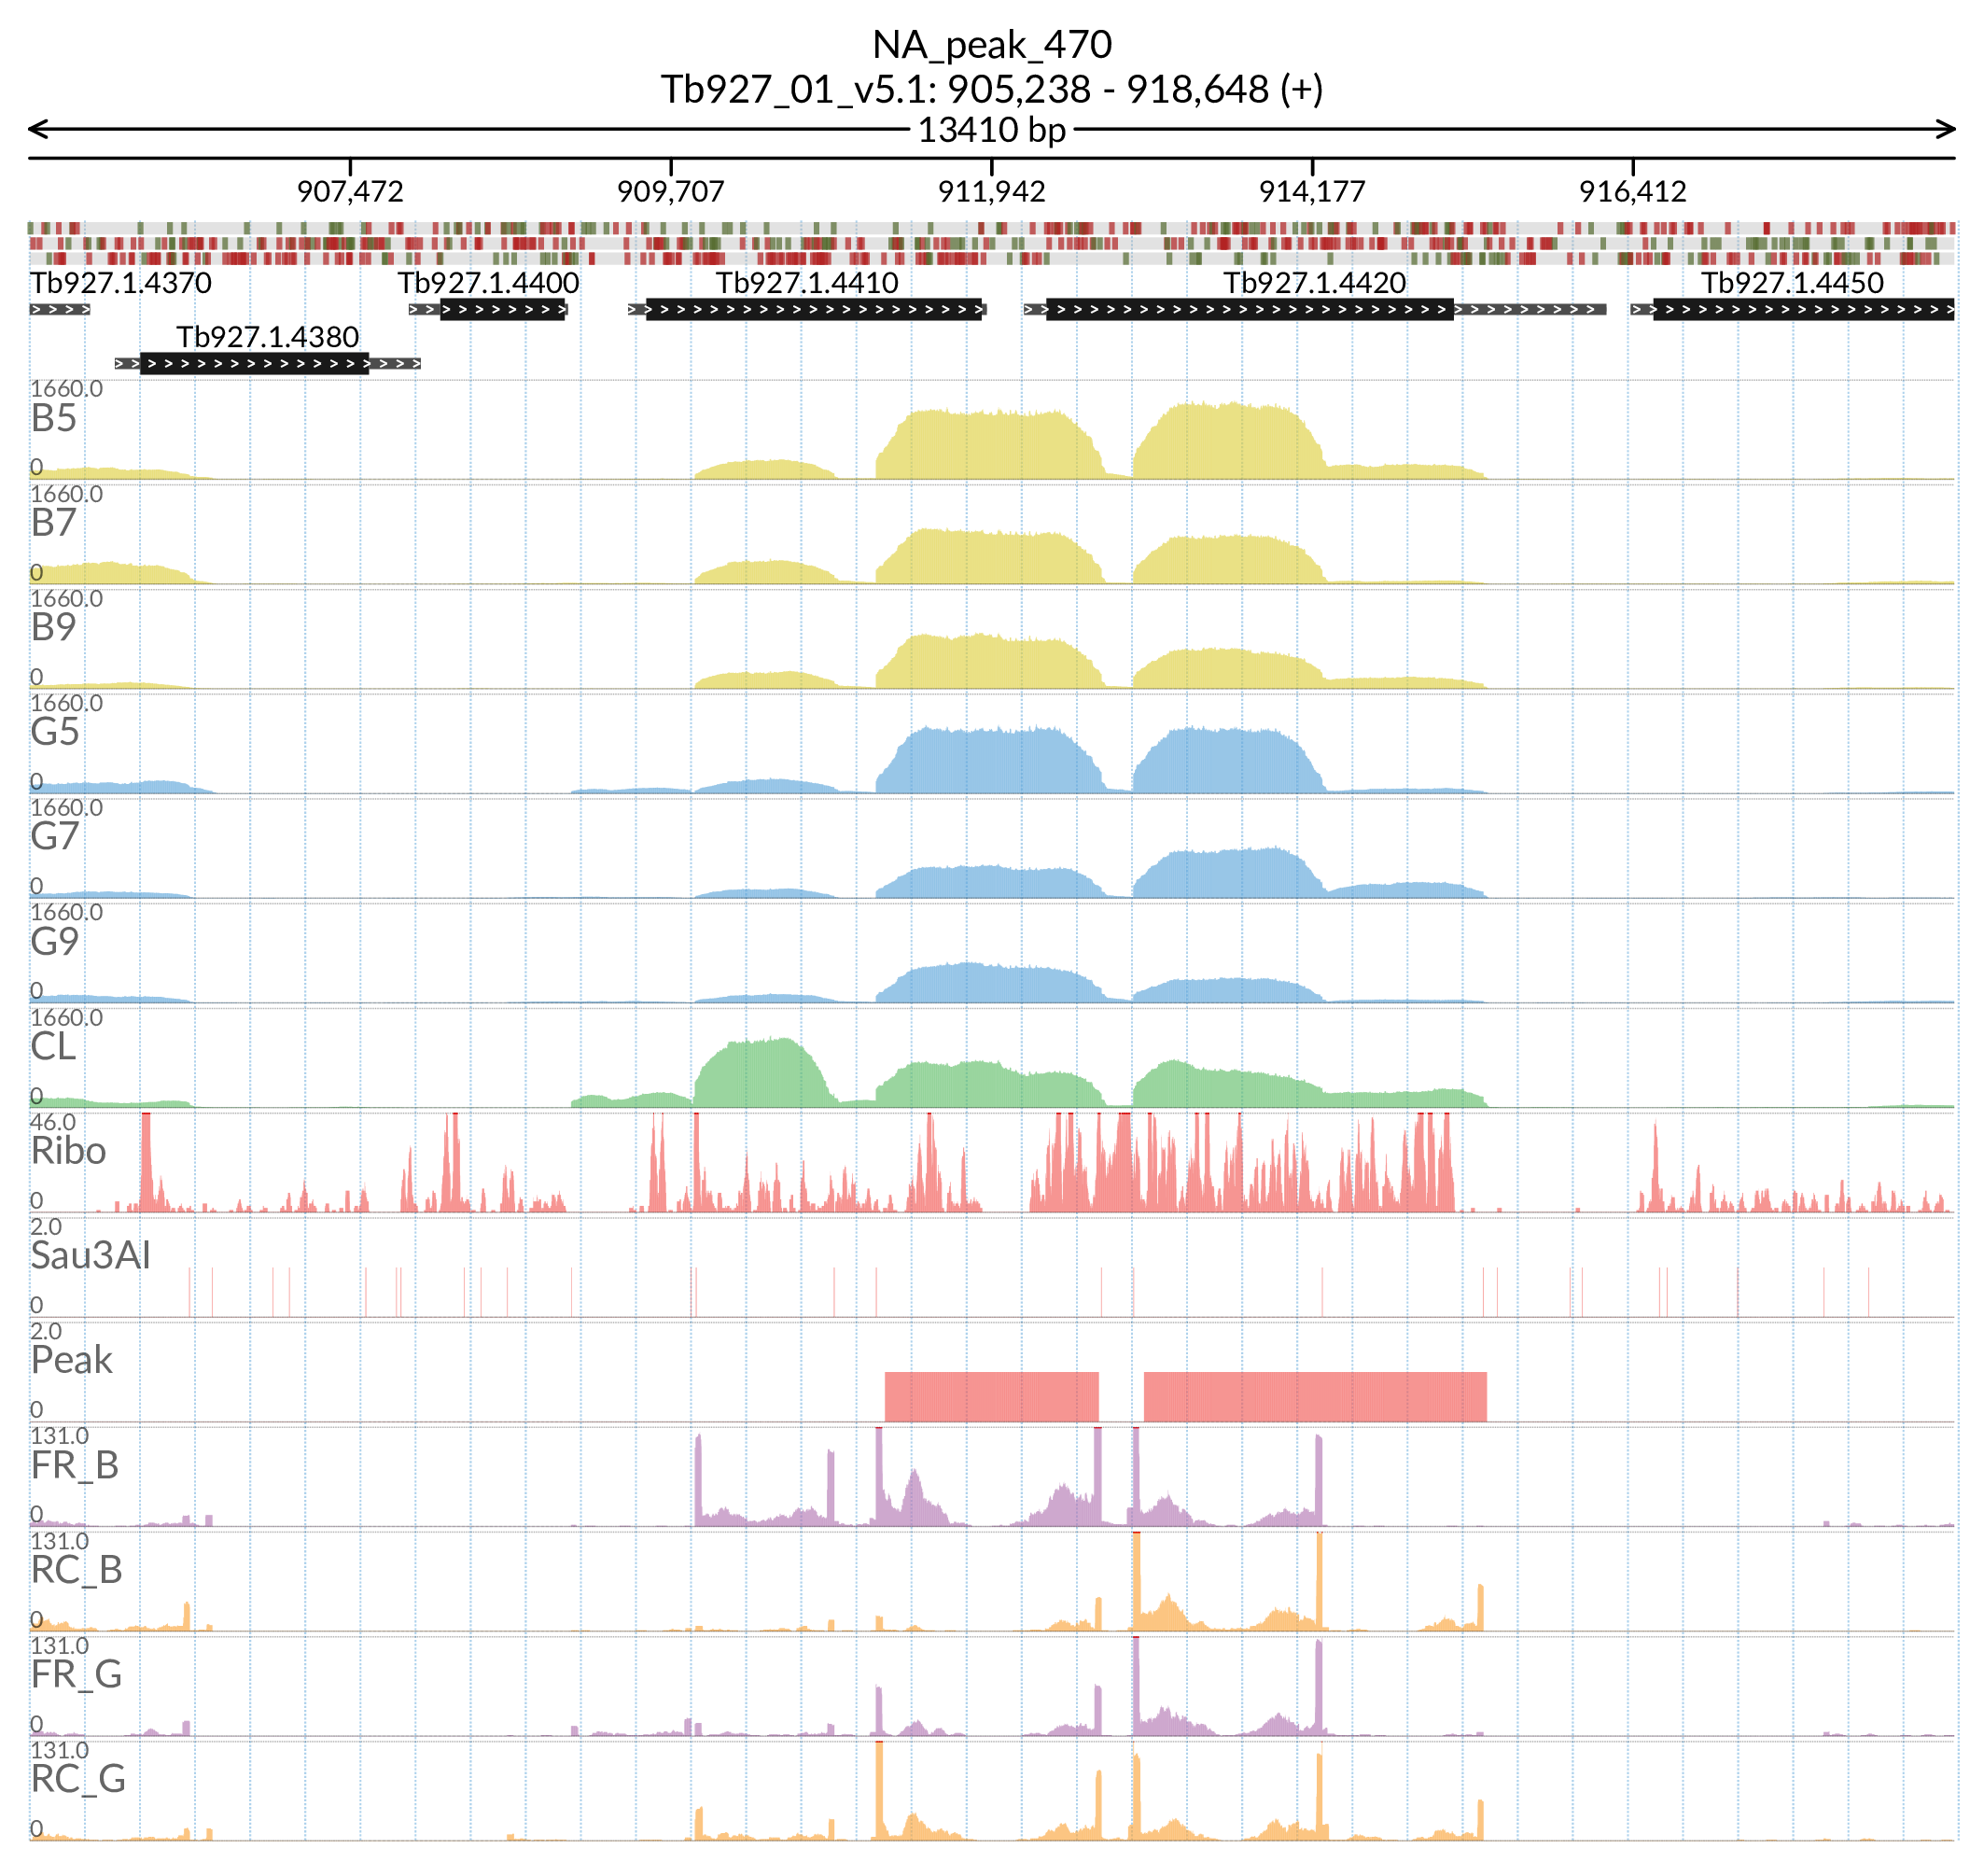 NA_peak_470
Tb927_01_v5.1: 905,238 - 918,648 (+)
13410 bp
907,472 909,707 911,942 914,177 916,412
Tb927.1.4370 Tb927.1.4400 Tb927.1.4410 Tb927.1.4420 Tb927.1.4450
Tb927.1.4380
1660.0
B5
0
1660.0
B7
0
1660.0
B9
0
1660.0
G5
0
1660.0
G7
0
1660.0
G9
0
1660.0
CL
0
46.0
Ribo
0
2.0
Sau3AI
0
2.0
Peak
0
131.0
FR_B
0
131.0
RC_B
0
131.0
FR_G
0
131.0
RC_G
0